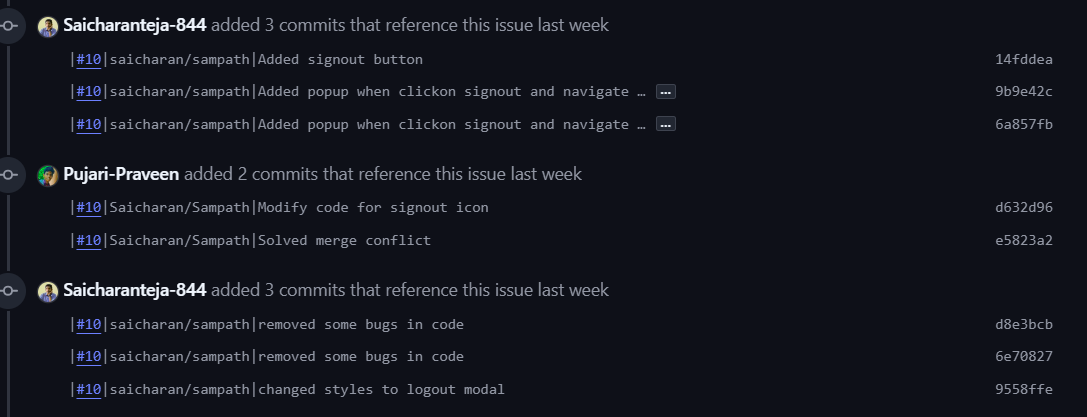 Saicharanteja-844 added 3 commits that reference this issue last week
|#10|saicharan/sampath|Added signout button 14fddea
|#10|saicharan/sampath|Added popup when clickon signout and navigate … ... 9b9e42c
|#10|saicharan/sampath|Added popup when clickon signout and navigate … ... 6a857fb
Pujari-Praveen added 2 commits that reference this issue last week
|#10|Saicharan/Sampath|Modify code for signout icon d632d96
|#10|Saicharan/Sampath|Solved merge conflict e5823a2
Saicharanteja-844 added 3 commits that reference this issue last week
|#10|saicharan/sampath|removed some bugs in code d8e3bcb
|#10|saicharan/sampath|removed some bugs in code 6e70827
|#10|saicharan/sampath|changed styles to logout modal 9558ffe